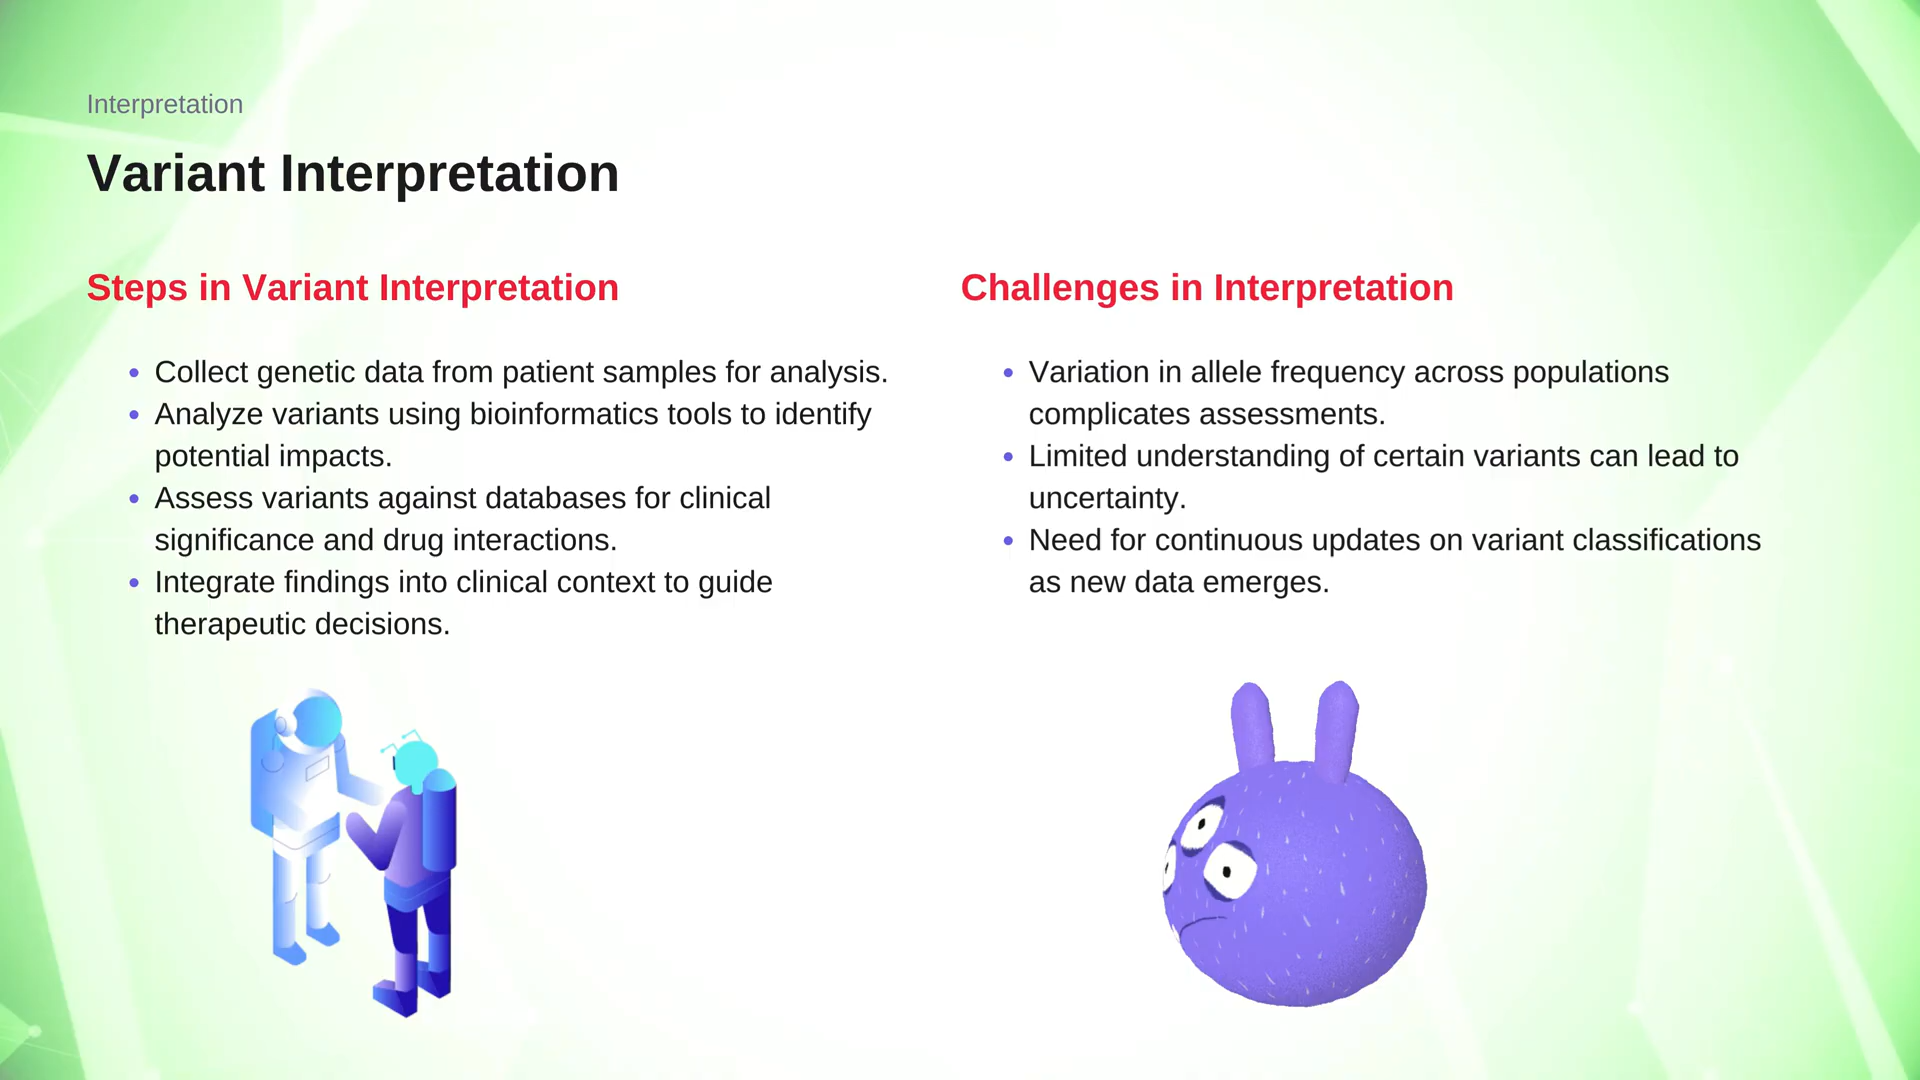 Interpretation
Variant Interpretation
Steps in Variant Interpretation
• Collect genetic data from patient samples for analysis.
• Analyze variants using bioinformatics tools to identify
potential impacts.
• Assess variants against databases for clinical
significance and drug interactions.
• Integrate findings into clinical context to guide
therapeutic decisions.
Challenges in Interpretation
• Variation in allele frequency across populations
complicates assessments.
• Limited understanding of certain variants can lead to
uncertainty.
• Need for continuous updates on variant classifications
as new data emerges.